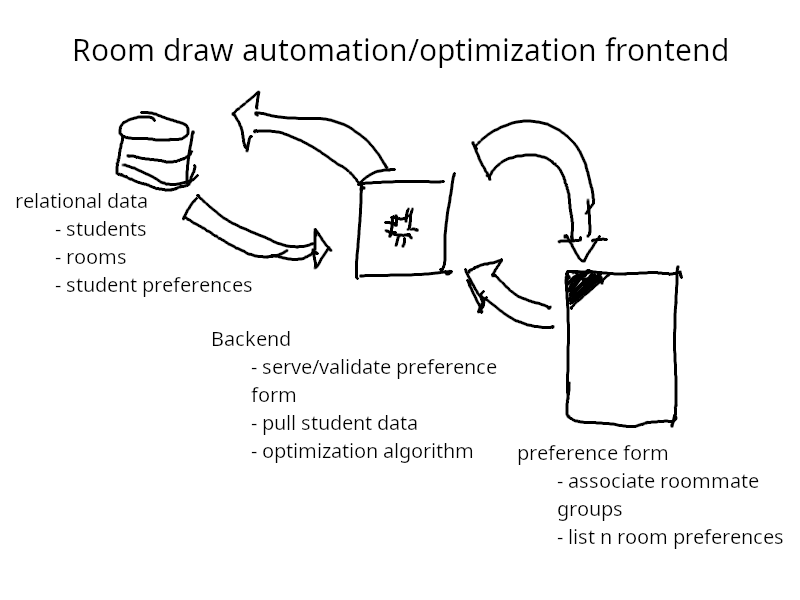 Room draw automation/optimization frontend
relational data
- students
- rooms
- student preferences
Backend
- serve/validate preference
form
- pull student data
- optimization algorithm
preference form
- associate roommate
groups
- list n room preferences